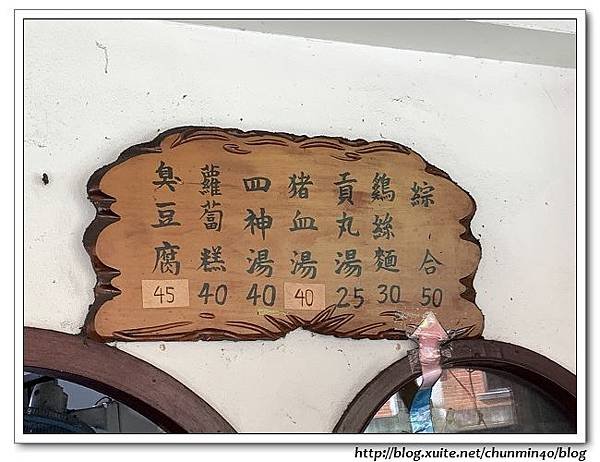 臭豆腐 45
蘿蔔糕 40
四神湯 40
猪血湯 40
貢丸湯 25
鷄絲麵 30
綜合 50
http://blog.xuite.net/chunmin40/blog